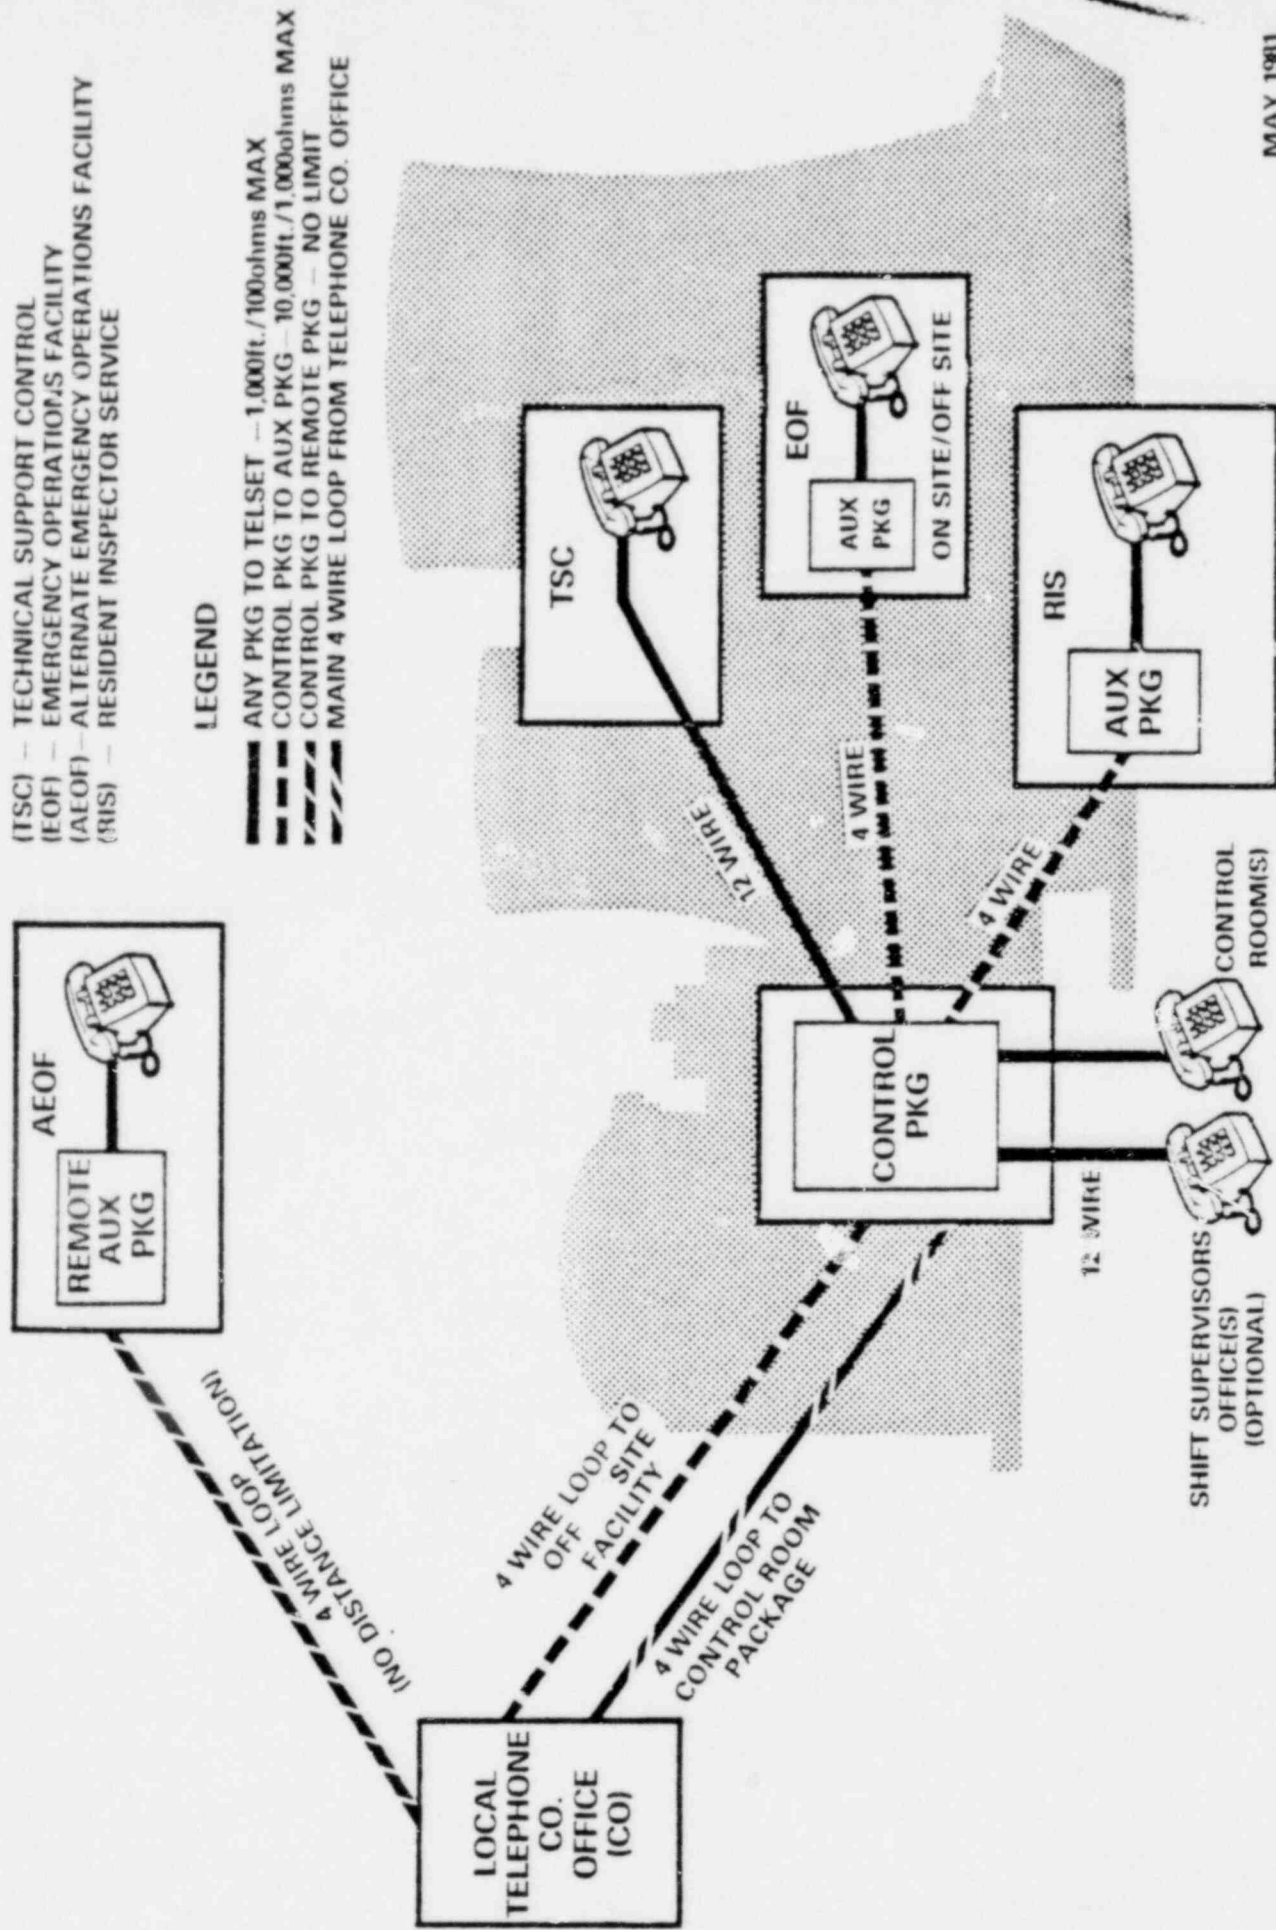 (TSC) — TECHNICAL SUPPORT CONTROL
(EOF) — EMERGENCY OPERATIONS FACILITY
(AEOF) — ALTERNATE EMERGENCY OPERATIONS FACILITY
(RIS) — RESIDENT INSPECTOR SERVICE
LEGEND
ANY PKG TO TELSET — 1,000ft./100ohms MAX
CONTROL PKG TO AUX PKG — 10,000ft./1,000ohms MAX
CONTROL PKG TO REMOTE PKG — NO LIMIT
MAIN 4 WIRE LOOP FROM TELEPHONE CO. OFFICE
AEOF
REMOTE
AUX
PKG
4 WIRE LOOP
(NO DISTANCE LIMITATION)
LOCAL
TELEPHONE
CO.
OFFICE
(CO)
4 WIRE LOOP TO
OFF SITE
FACILITY
4 WIRE LOOP TO
CONTROL ROOM
PACKAGE
CONTROL
PKG
12 WIRE
TSC
4 WIRE
EOF
AUX
PKG
ON SITE/OFF SITE
4 WIRE
RIS
AUX
PKG
12 WIRE
SHIFT SUPERVISORS
OFFICE(S)
(OPTIONAL)
CONTROL
ROOM(S)
MAY 1981